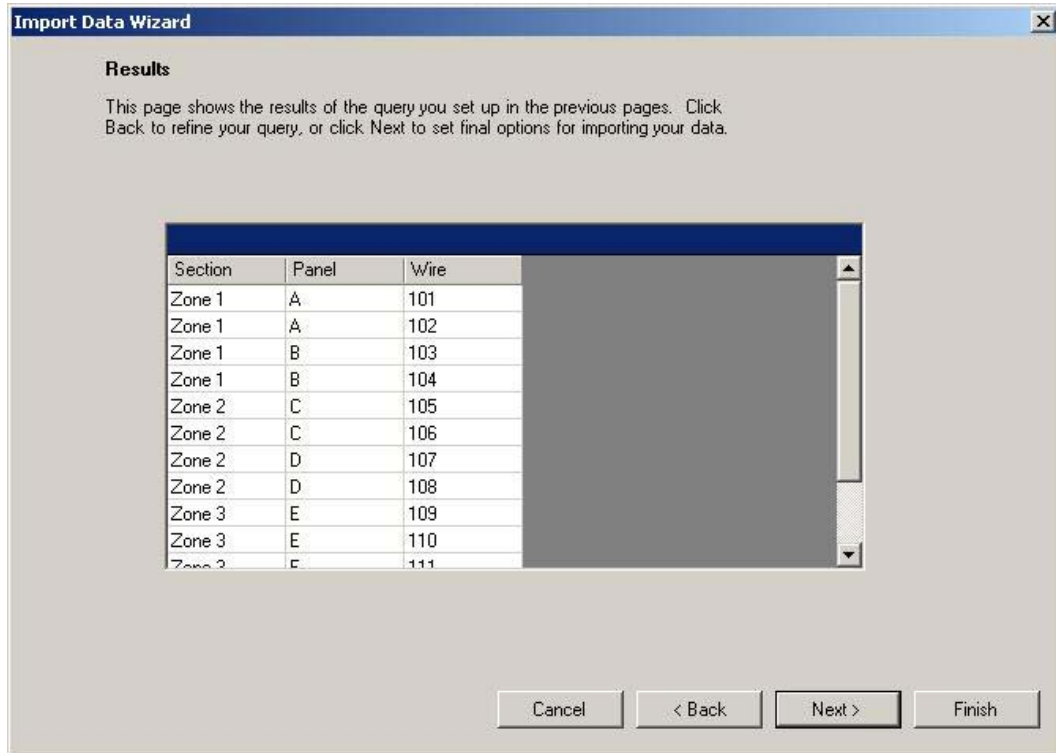 Import Data Wizard
Results
This page shows the results of the query you set up in the previous pages. Click
Back to refine your query, or click Next to set final options for importing your data.
Section Panel Wire
Zone 1 A 101
Zone 1 A 102
Zone 1 B 103
Zone 1 B 104
Zone 2 C 105
Zone 2 C 106
Zone 2 D 107
Zone 2 D 108
Zone 3 E 109
Zone 3 E 110
Zone 3 111
Cancel < Back Next > Finish